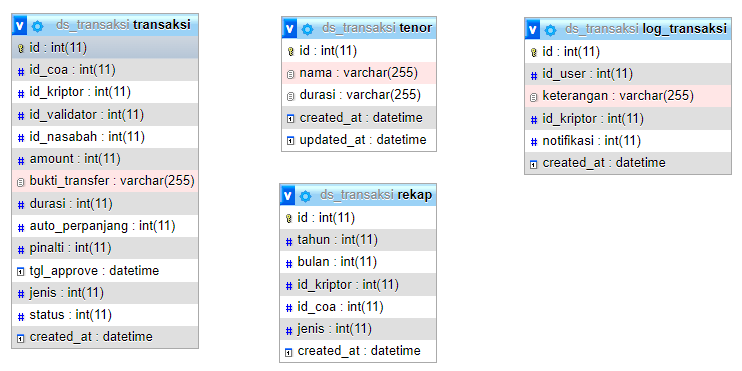 v ds_transaksi transaksi
id : int(11)
# id_coa : int(11)
# id_kriptor : int(11)
# id_validator : int(11)
# id_nasabah : int(11)
# amount : int(11)
bukti_transfer : varchar(255)
# durasi : int(11)
# auto_perpanjang : int(11)
# pinalti : int(11)
tgl_approve : datetime
# jenis : int(11)
# status : int(11)
created_at : datetime
v ds_transaksi tenor
id : int(11)
nama : varchar(255)
durasi : varchar(255)
created_at : datetime
updated_at : datetime
v ds_transaksi rekap
id : int(11)
# tahun : int(11)
# bulan : int(11)
# id_kriptor : int(11)
# id_coa : int(11)
# jenis : int(11)
created_at : datetime
v ds_transaksi log_transaksi
id : int(11)
# id_user : int(11)
keterangan : varchar(255)
# id_kriptor : int(11)
# notifikasi : int(11)
created_at : datetime